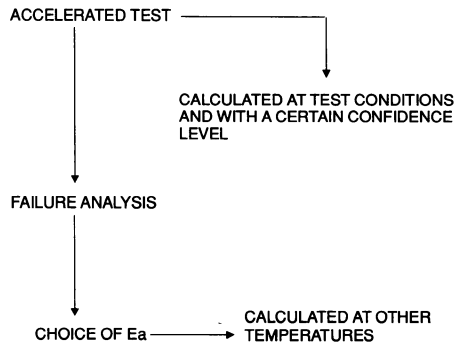 ACCELERATED TEST
CALCULATED AT TEST CONDITIONS
AND WITH A CERTAIN CONFIDENCE
LEVEL
FAILURE ANALYSIS
CHOICE OF Ea
CALCULATED AT OTHER
TEMPERATURES